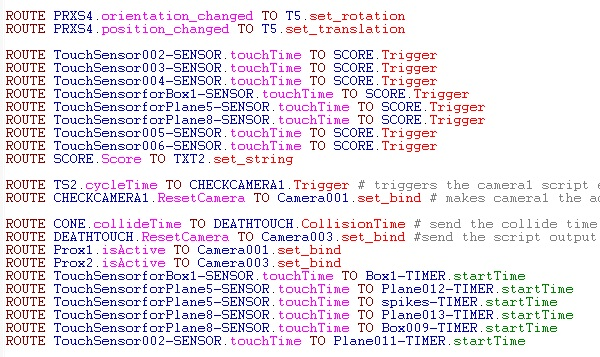 ROUTE PRXS4.orientation_changed TO T5.set_rotation
ROUTE PRXS4.position_changed TO T5.set_translation
ROUTE TouchSensor002-SENSOR.touchTime TO SCORE.Trigger
ROUTE TouchSensor003-SENSOR.touchTime TO SCORE.Trigger
ROUTE TouchSensor004-SENSOR.touchTime TO SCORE.Trigger
ROUTE TouchSensorforBox1-SENSOR.touchTime TO SCORE.Trigger
ROUTE TouchSensorforPlane5-SENSOR.touchTime TO SCORE.Trigger
ROUTE TouchSensorforPlane8-SENSOR.touchTime TO SCORE.Trigger
ROUTE TouchSensor005-SENSOR.touchTime TO SCORE.Trigger
ROUTE TouchSensor006-SENSOR.touchTime TO SCORE.Trigger
ROUTE SCORE.Score TO TXT2.set_string
ROUTE TS2.cycleTime TO CHECKCAMERA1.Trigger # triggers the camera1 script
ROUTE CHECKCAMERA1.ResetCamera TO Camera001.set_bind # makes camera1 the
ROUTE CONE.collideTime TO DEATHTOUCH.CollisionTime # send the collide time
ROUTE DEATHTOUCH.ResetCamera TO Camera003.set_bind #send the script output
ROUTE Prox1.isActive TO Camera001.set_bind
ROUTE Prox2.isActive TO Camera003.set_bind
ROUTE TouchSensorforBox1-SENSOR.touchTime TO Box1-TIMER.startTime
ROUTE TouchSensorforPlane5-SENSOR.touchTime TO Plane012-TIMER.startTime
ROUTE TouchSensorforPlane5-SENSOR.touchTime TO spikes-TIMER.startTime
ROUTE TouchSensorforPlane8-SENSOR.touchTime TO Plane013-TIMER.startTime
ROUTE TouchSensorforPlane8-SENSOR.touchTime TO Box009-TIMER.startTime
ROUTE TouchSensor002-SENSOR.touchTime TO Plane011-TIMER.startTime